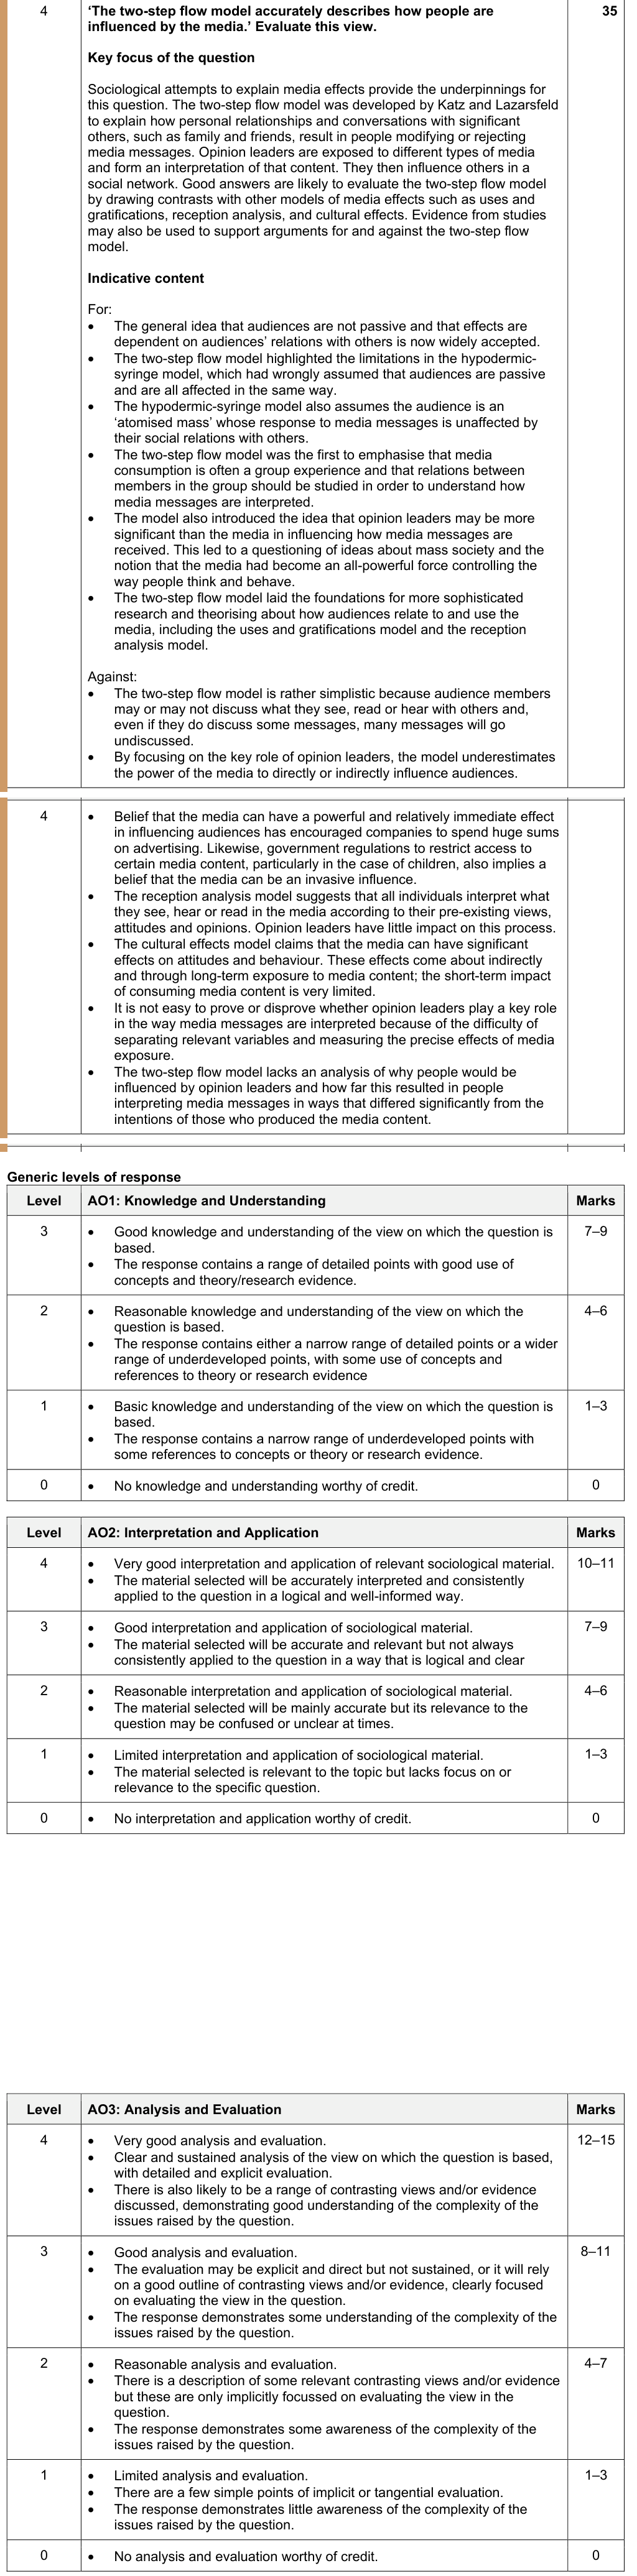 4
‘The two-step flow model accurately describes how people are
influenced by the media.’ Evaluate this view.
35
Key focus of the question
Sociological attempts to explain media effects provide the underpinnings for
this question. The two-step flow model was developed by Katz and Lazarsfeld
to explain how personal relationships and conversations with significant
others, such as family and friends, result in people modifying or rejecting
media messages. Opinion leaders are exposed to different types of media
and form an interpretation of that content. They then influence others in a
social network. Good answers are likely to evaluate the two-step flow model
by drawing contrasts with other models of media effects such as uses and
gratifications, reception analysis, and cultural effects. Evidence from studies
may also be used to support arguments for and against the two-step flow
model.
Indicative content
For:
• The general idea that audiences are not passive and that effects are
dependent on audiences’ relations with others is now widely accepted.
• The two-step flow model highlighted the limitations in the hypodermic-
syringe model, which had wrongly assumed that audiences are passive
and are all affected in the same way.
• The hypodermic-syringe model also assumes the audience is an
‘atomised mass’ whose response to media messages is unaffected by
their social relations with others.
• The two-step flow model was the first to emphasise that media
consumption is often a group experience and that relations between
members in the group should be studied in order to understand how
media messages are interpreted.
• The model also introduced the idea that opinion leaders may be more
significant than the media in influencing how media messages are
received. This led to a questioning of ideas about mass society and the
notion that the media had become an all-powerful force controlling the
way people think and behave.
• The two-step flow model laid the foundations for more sophisticated
research and theorising about how audiences relate to and use the
media, including the uses and gratifications model and the reception
analysis model.
Against:
• The two-step flow model is rather simplistic because audience members
may or may not discuss what they see, read or hear with others and,
even if they do discuss some messages, many messages will go
undiscussed.
• By focusing on the key role of opinion leaders, the model underestimates
the power of the media to directly or indirectly influence audiences.
4
• Belief that the media can have a powerful and relatively immediate effect
in influencing audiences has encouraged companies to spend huge sums
on advertising. Likewise, government regulations to restrict access to
certain media content, particularly in the case of children, also implies a
belief that the media can be an invasive influence.
• The reception analysis model suggests that all individuals interpret what
they see, hear or read in the media according to their pre-existing views,
attitudes and opinions. Opinion leaders have little impact on this process.
• The cultural effects model claims that the media can have significant
effects on attitudes and behaviour. These effects come about indirectly
and through long-term exposure to media content; the short-term impact
of consuming media content is very limited.
• It is not easy to prove or disprove whether opinion leaders play a key role
in the way media messages are interpreted because of the difficulty of
separating relevant variables and measuring the precise effects of media
exposure.
• The two-step flow model lacks an analysis of why people would be
influenced by opinion leaders and how far this resulted in people
interpreting media messages in ways that differed significantly from the
intentions of those who produced the media content.
Generic levels of response
Level AO1: Knowledge and Understanding Marks
3 • Good knowledge and understanding of the view on which the question is 7–9
based.
• The response contains a range of detailed points with good use of
concepts and theory/research evidence.
2 • Reasonable knowledge and understanding of the view on which the 4–6
question is based.
• The response contains either a narrow range of detailed points or a wider
range of underdeveloped points, with some use of concepts and
references to theory or research evidence
1 • Basic knowledge and understanding of the view on which the question is 1–3
based.
• The response contains a narrow range of underdeveloped points with
some references to concepts or theory or research evidence.
0 • No knowledge and understanding worthy of credit. 0
Level AO2: Interpretation and Application Marks
4 • Very good interpretation and application of relevant sociological material. 10–11
• The material selected will be accurately interpreted and consistently
applied to the question in a logical and well-informed way.
3 • Good interpretation and application of sociological material. 7–9
• The material selected will be accurate and relevant but not always
consistently applied to the question in a way that is logical and clear
2 • Reasonable interpretation and application of sociological material. 4–6
• The material selected will be mainly accurate but its relevance to the
question may be confused or unclear at times.
1 • Limited interpretation and application of sociological material. 1–3
• The material selected is relevant to the topic but lacks focus on or
relevance to the specific question.
0 • No interpretation and application worthy of credit. 0
Level AO3: Analysis and Evaluation Marks
4 • Very good analysis and evaluation. 12–15
• Clear and sustained analysis of the view on which the question is based,
with detailed and explicit evaluation.
• There is also likely to be a range of contrasting views and/or evidence
discussed, demonstrating good understanding of the complexity of the
issues raised by the question.
3 • Good analysis and evaluation. 8–11
• The evaluation may be explicit and direct but not sustained, or it will rely
on a good outline of contrasting views and/or evidence, clearly focused
on evaluating the view in the question.
• The response demonstrates some understanding of the complexity of the
issues raised by the question.
2 • Reasonable analysis and evaluation. 4–7
• There is a description of some relevant contrasting views and/or evidence
but these are only implicitly focussed on evaluating the view in the
question.
• The response demonstrates some awareness of the complexity of the
issues raised by the question.
1 • Limited analysis and evaluation. 1–3
• There are a few simple points of implicit or tangential evaluation.
• The response demonstrates little awareness of the complexity of the
issues raised by the question.
0 • No analysis and evaluation worthy of credit. 0